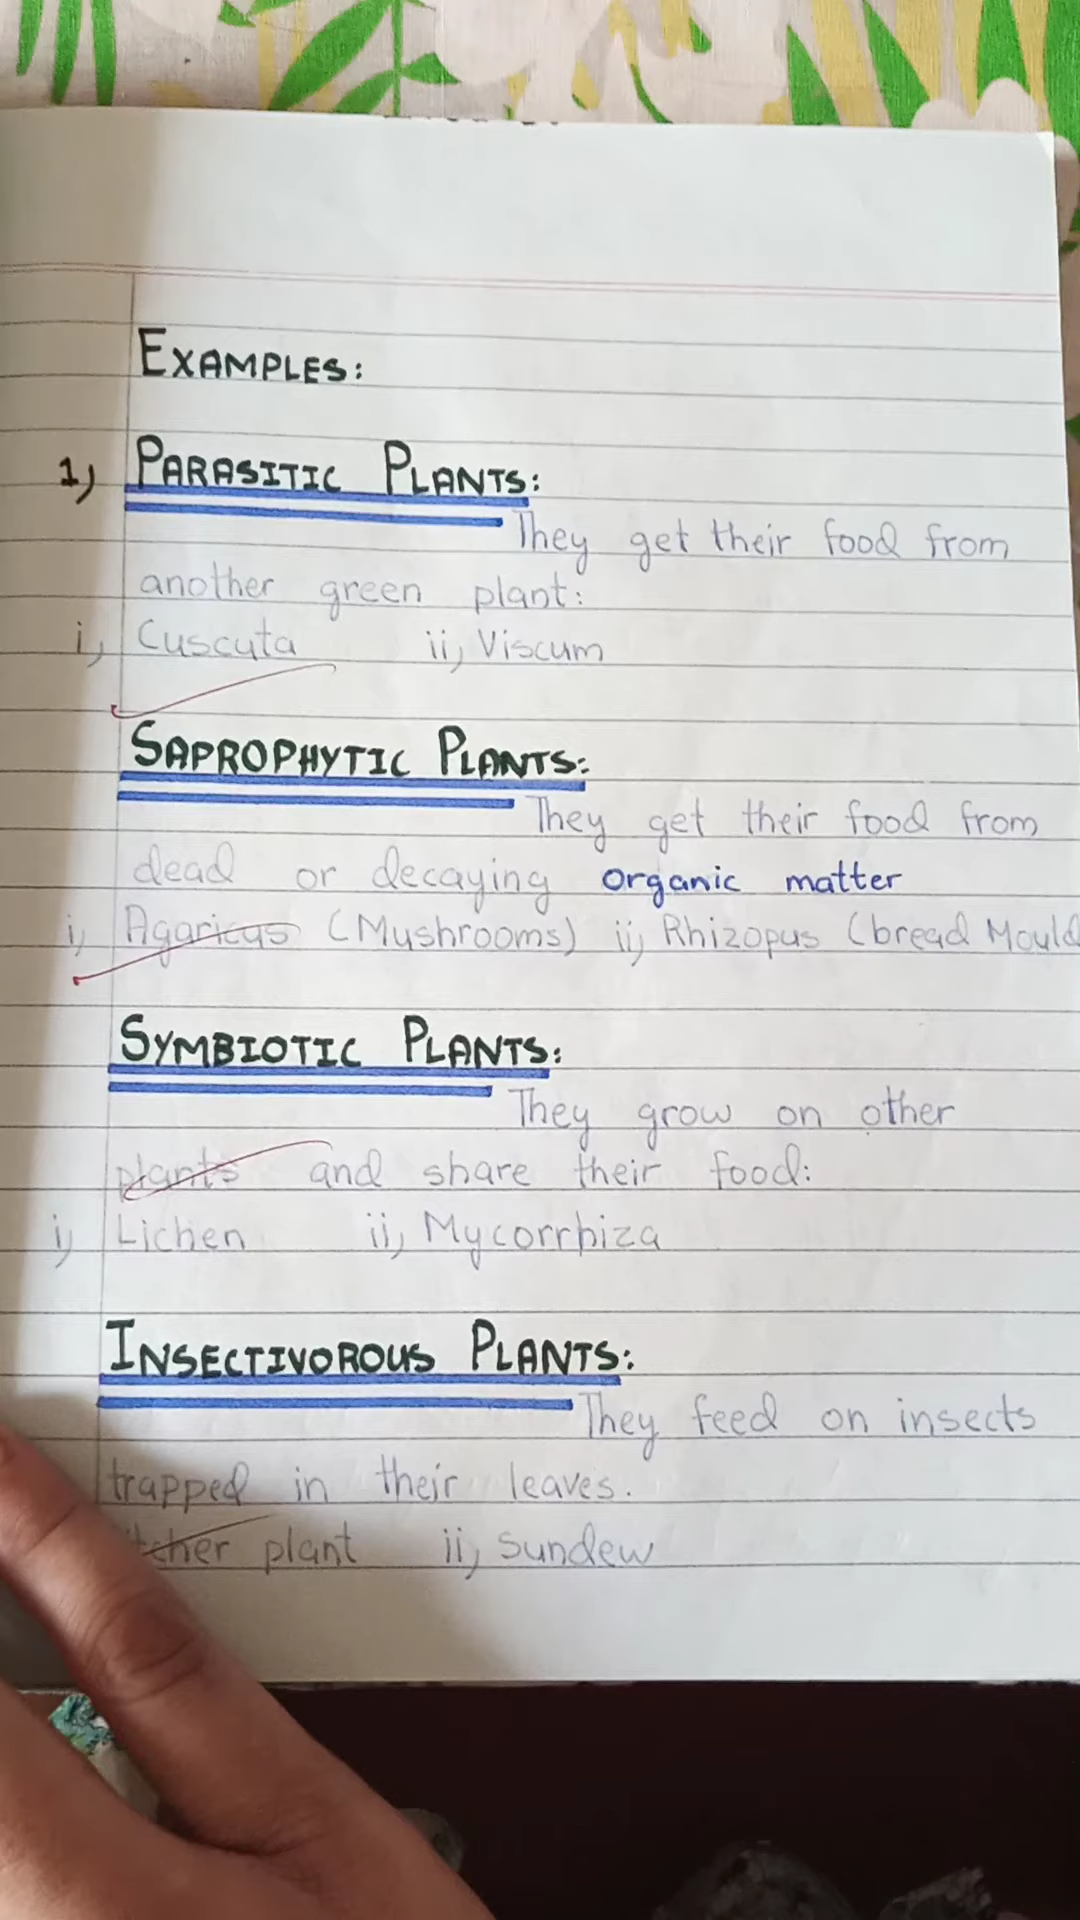 EXAMPLES:
1) PARASITIC PLANTS:
They get their food from
another green plant:
i, Cuscuta ii, Viscum
SAPROPHYTIC PLANTS:
They get their food from
dead or decaying organic matter
i, Agaricus (Mushrooms) ii, Rhizopus (bread Mould
SYMBIOTIC PLANTS:
They grow on other
plants and share their food:
i, Lichen ii, Mycorrhiza
INSECTIVOROUS PLANTS:
They feed on insects
trapped in their leaves.
plant ii, Sundew